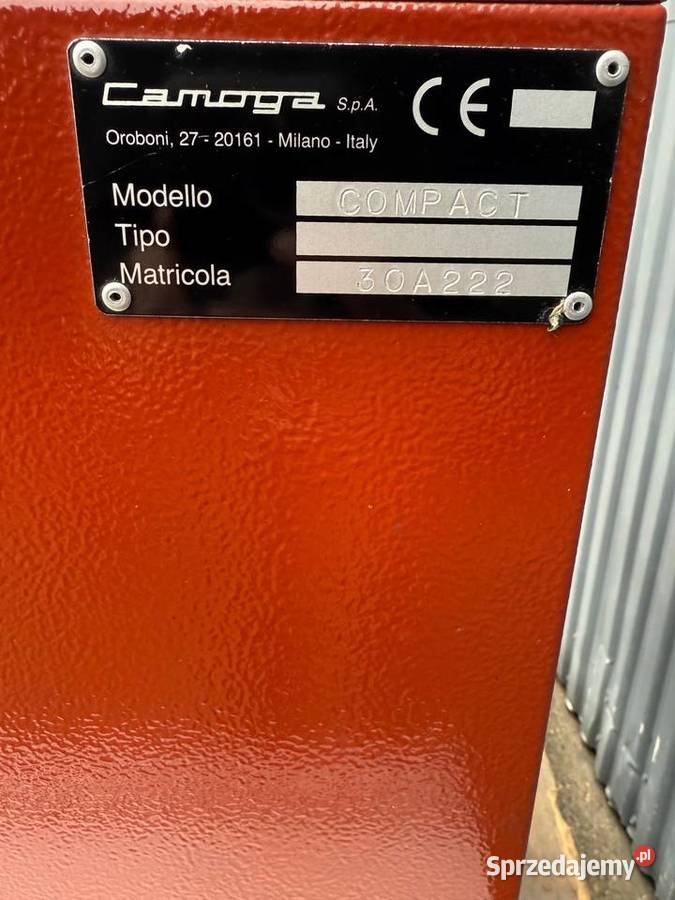 Camoga S.p.A. CE
Oroboni, 27 - 20161 - Milano - Italy
Modello COMPACT
Tipo
Matricola 30A222
Sprzedajemy.pl